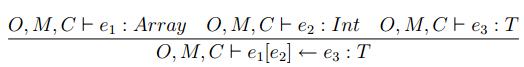 O, M, C ⊢ e₁ : Array O, M, C ⊢ e₂ : Int O, M, C ⊢ e₃ : T
O, M, C ⊢ e₁[e₂] ← e₃ : T